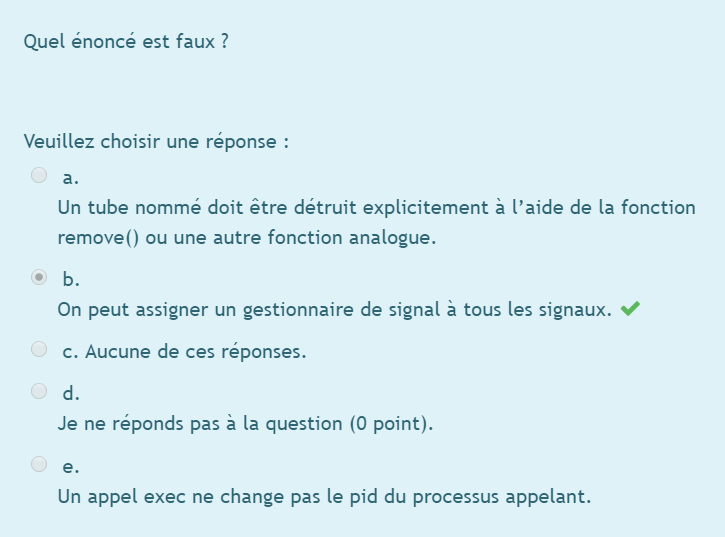 Quel énoncé est faux ?
Veuillez choisir une réponse :
a.
Un tube nommé doit être détruit explicitement à l’aide de la fonction
remove() ou une autre fonction analogue.
b.
On peut assigner un gestionnaire de signal à tous les signaux.
c. Aucune de ces réponses.
d.
Je ne réponds pas à la question (0 point).
e.
Un appel exec ne change pas le pid du processus appelant.